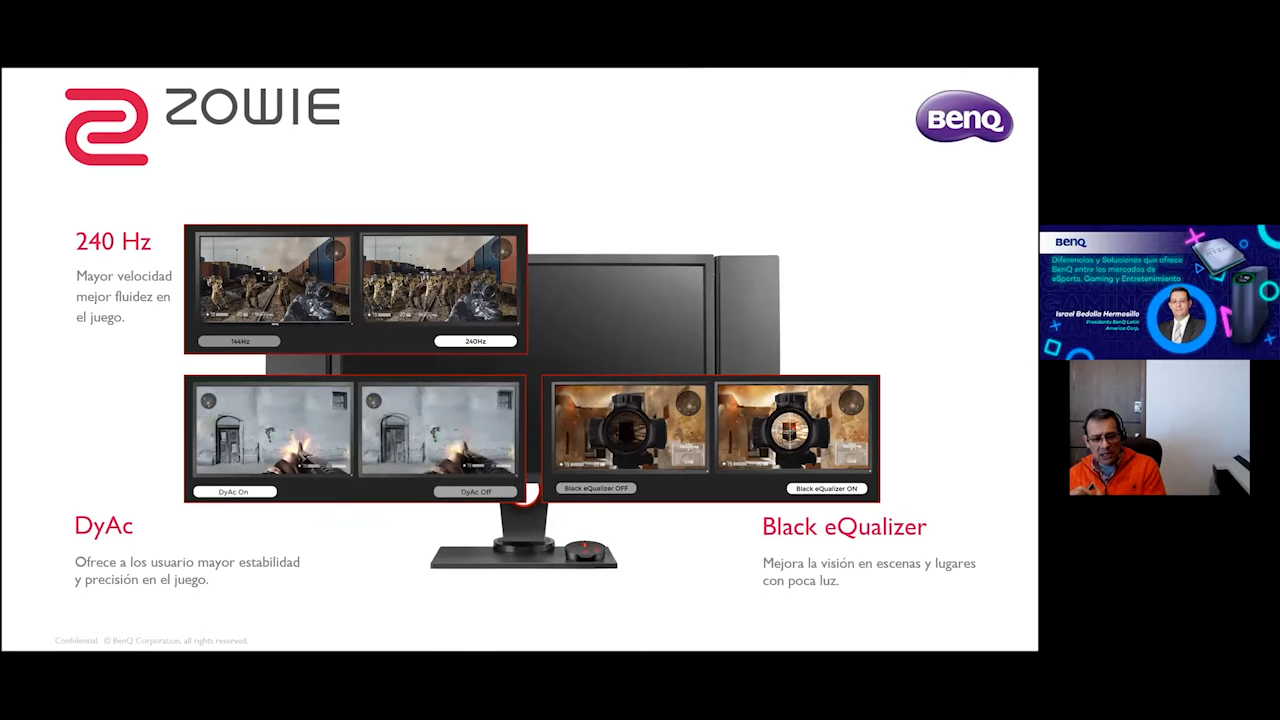 ZOWIE
BenQ
240 Hz
Mayor velocidad
mejor fluidez en
el juego.
144Hz
240Hz
DyAc On
DyAc Off
Black eQualizer OFF
Black eQualizer ON
DyAc
Ofrece a los usuario mayor estabilidad
y precisión en el juego.
Black eQualizer
Mejora la visión en escenas y lugares
con poca luz.
Confidential. © BenQ Corporation, all rights reserved.
BenQ
Diferencias y Soluciones que ofrece
BenQ entre los mercados de
eSports, Gaming y Entretenimiento
GAMING
Israel Bedolla Hermosillo
Presidente BenQ Latin
America Corp.